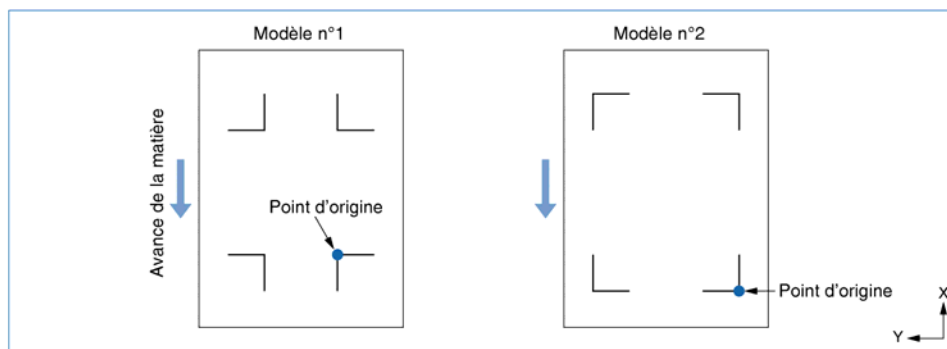 Modèle n°1
Modèle n°2
Avance de la matière
Point d'origine
Point d'origine
X
Y